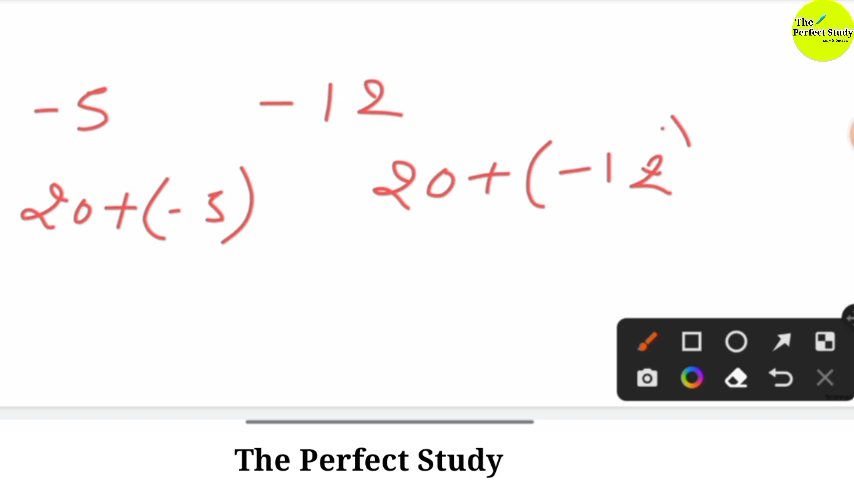 The
Perfect Study
-5 -12
20+(-5) 20+(-12)
The Perfect Study